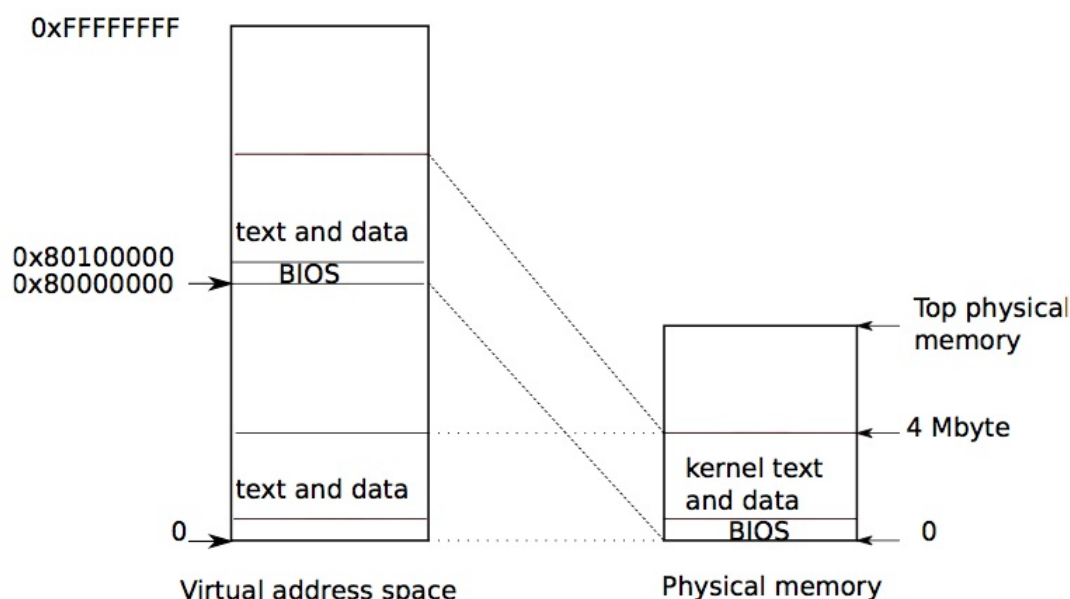 0xFFFFFFFF
text and data
0x80100000
BIOS
0x80000000
text and data
0
Virtual address space
Top physical
memory
4 Mbyte
kernel text
and data
BIOS
0
Physical memory